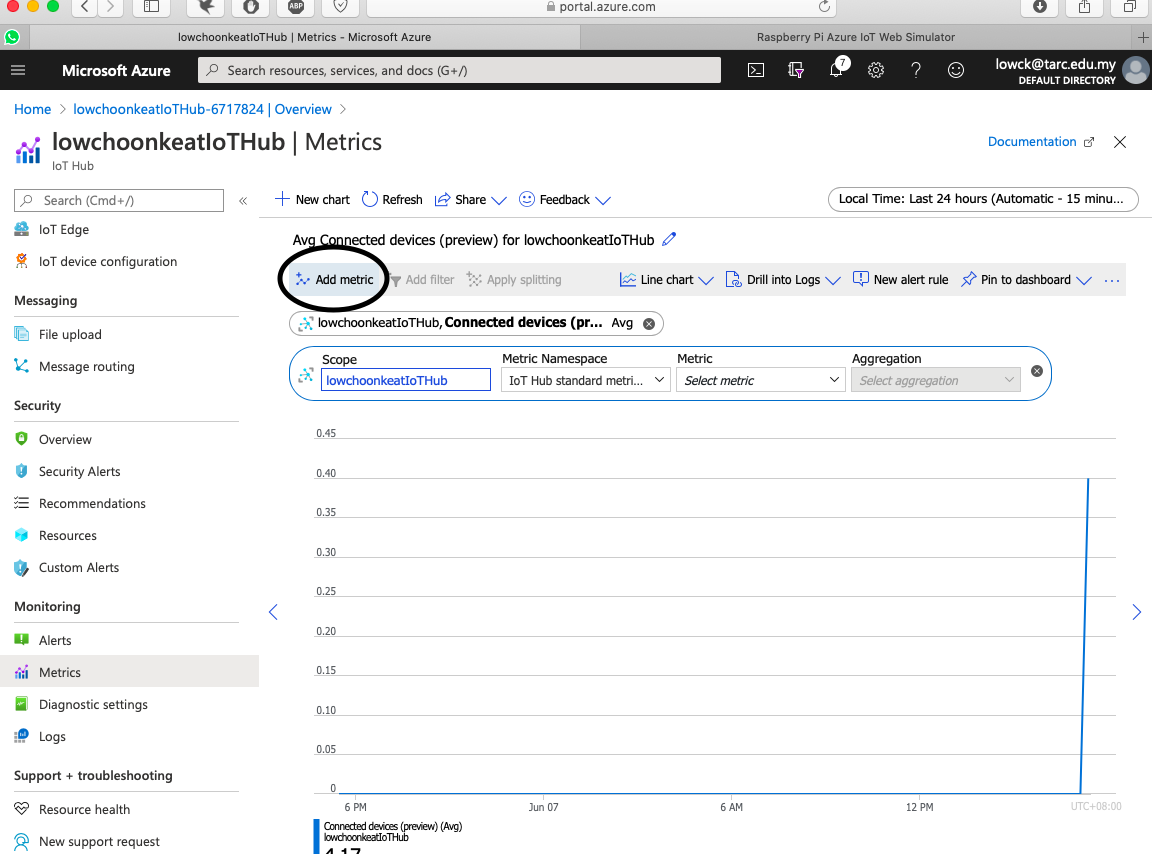 portal.azure.com
ABP
lowchoonkeatIoTHub | Metrics - Microsoft Azure
Raspberry Pi Azure IoT Web Simulator
Microsoft Azure
Search resources, services, and docs (G+/)
7
lowck@tarc.edu.my
DEFAULT DIRECTORY
Home > lowchoonkeatIoTHub-6717824 | Overview >
lowchoonkeatIoTHub | Metrics
IoT Hub
Documentation
Search (Cmd+/)
«
New chart
Refresh
Share
Feedback
Local Time: Last 24 hours (Automatic - 15 minu...
IoT Edge
IoT device configuration
Messaging
File upload
Message routing
Security
Overview
Security Alerts
Recommendations
Resources
Custom Alerts
Monitoring
Alerts
Metrics
Diagnostic settings
Logs
Support + troubleshooting
Resource health
New support request
Avg Connected devices (preview) for lowchoonkeatIoTHub
Add metric
Add filter
Apply splitting
Line chart
Drill into Logs
New alert rule
Pin to dashboard
...
lowchoonkeatIoTHub, Connected devices (pr... Avg
Scope
Metric Namespace
Metric
Aggregation
lowchoonkeatIoTHub
IoT Hub standard metri...
Select metric
Select aggregation
0.45
0.40
0.35
0.30
0.25
0.20
0.15
0.10
0.05
0
6 PM
Jun 07
6 AM
12 PM
UTC+08:00
Connected devices (preview) (Avg)
lowchoonkeatIoTHub
4.17